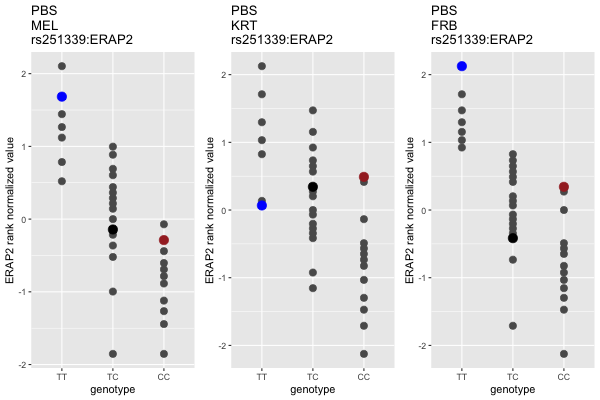 PBS
MEL
rs251339:ERAP2
ERAP2 rank normalized value
2
1
0
-1
-2
TT TC CC
genotype
PBS
KRT
rs251339:ERAP2
ERAP2 rank normalized value
2
1
0
-1
-2
TT TC CC
genotype
PBS
FRB
rs251339:ERAP2
ERAP2 rank normalized value
2
1
0
-1
-2
TT TC CC
genotype